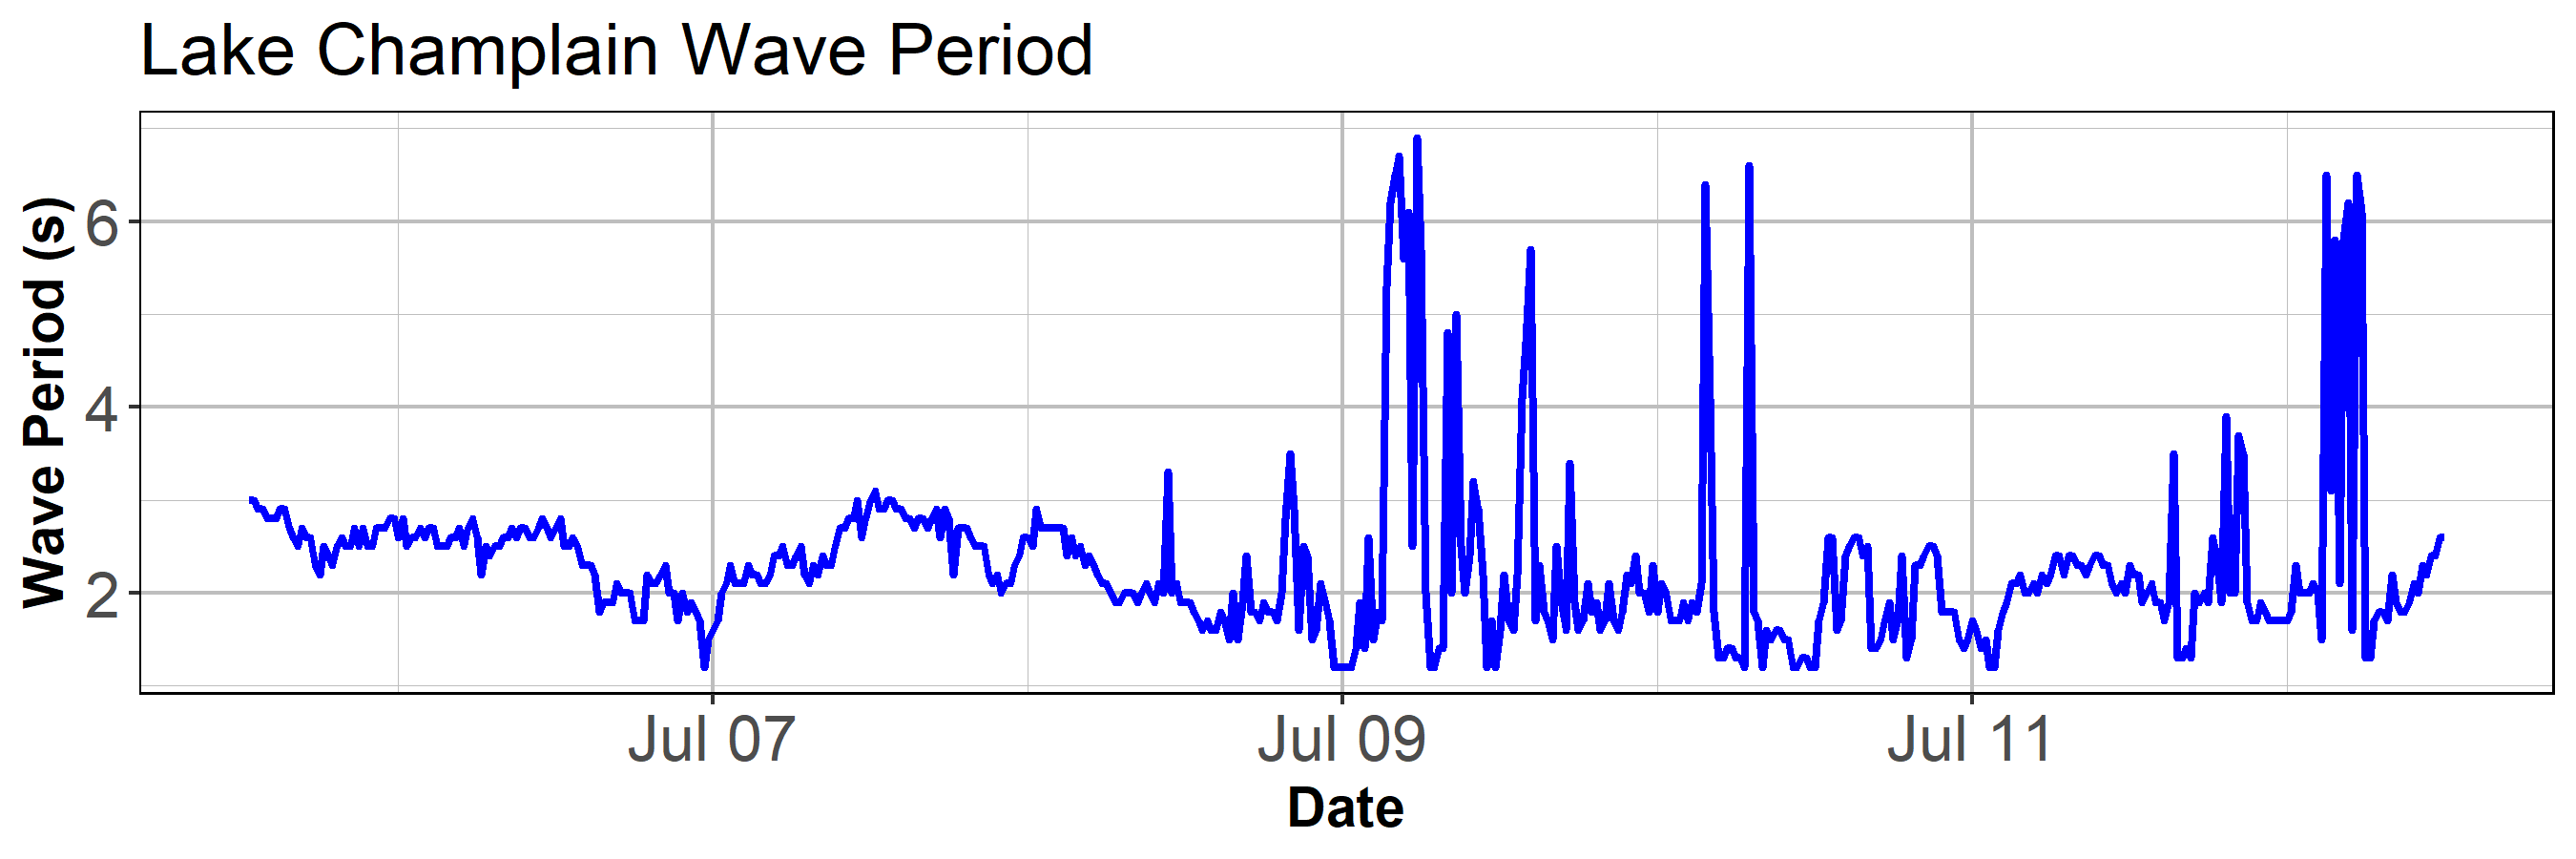 Lake Champlain Wave Period
Wave Period (s)
6
4
2
Jul 07
Jul 09
Jul 11
Date